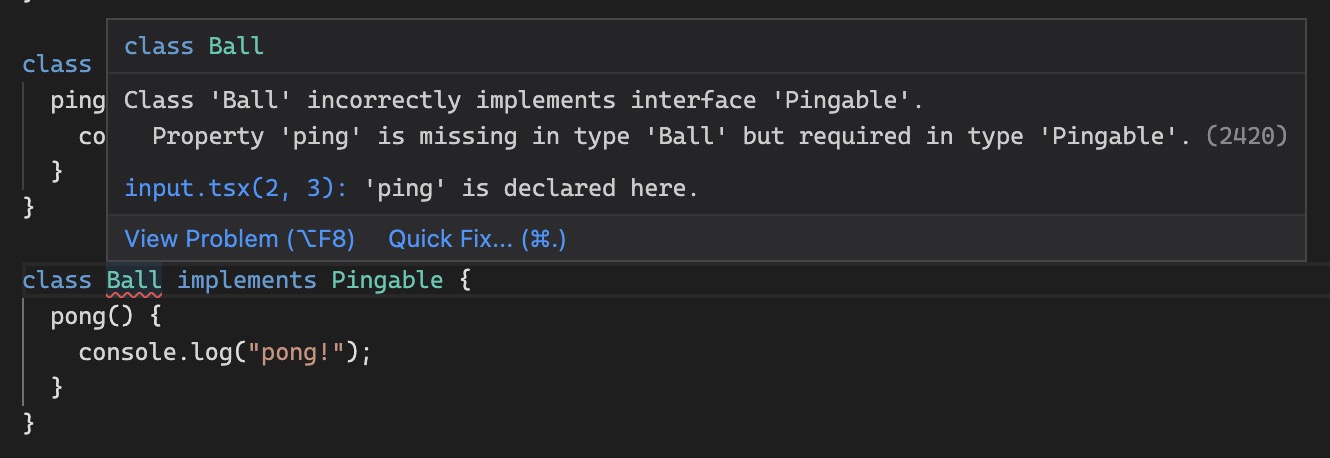 }
class
class Ball
ping
Class 'Ball' incorrectly implements interface 'Pingable'.
co
Property 'ping' is missing in type 'Ball' but required in type 'Pingable'. (2420)
}
input.tsx(2, 3): 'ping' is declared here.
}
View Problem (⌥F8) Quick Fix... (⌘.)
class Ball implements Pingable {
pong() {
console.log("pong!");
}
}